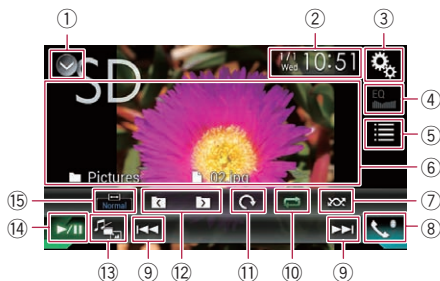 ① ② ③
SD
1/1
Wed 10:51
EQ
④
⑤
⑥
Pictures 02.jpg
Normal
⑮ ⑦
⑭ ⑬ ⑨ ⑫ ⑪ ⑩ ⑨ ⑧